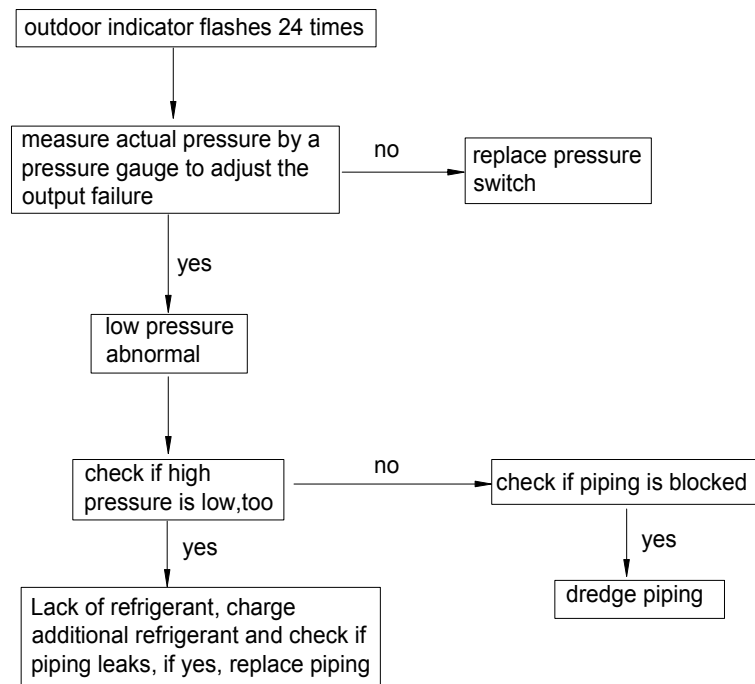 outdoor indicator flashes 24 times
measure actual pressure by a
pressure gauge to adjust the
output failure
no
replace pressure
switch
yes
low pressure
abnormal
check if high
pressure is low,too
no
check if piping is blocked
yes
yes
Lack of refrigerant, charge
additional refrigerant and check if
piping leaks, if yes, replace piping
dredge piping